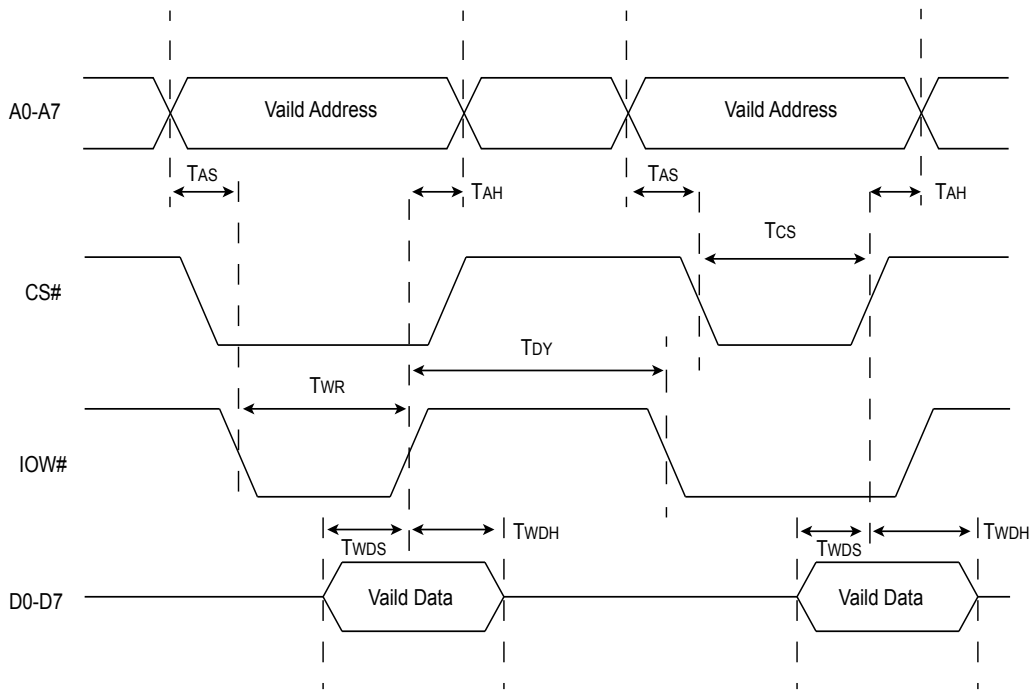 A0-A7
Vaild Address
Vaild Address
TAS
TAH
TAS
TAH
TCS
CS#
TDY
TWR
IOW#
TWDS
TWDH
TWDS
TWDH
D0-D7
Vaild Data
Vaild Data